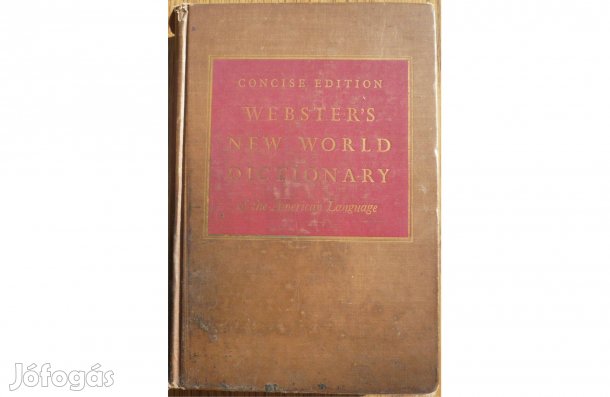 CONCISE EDITION
WEBSTER'S
NEW WORLD
DICTIONARY
of the American Language
Jófogás